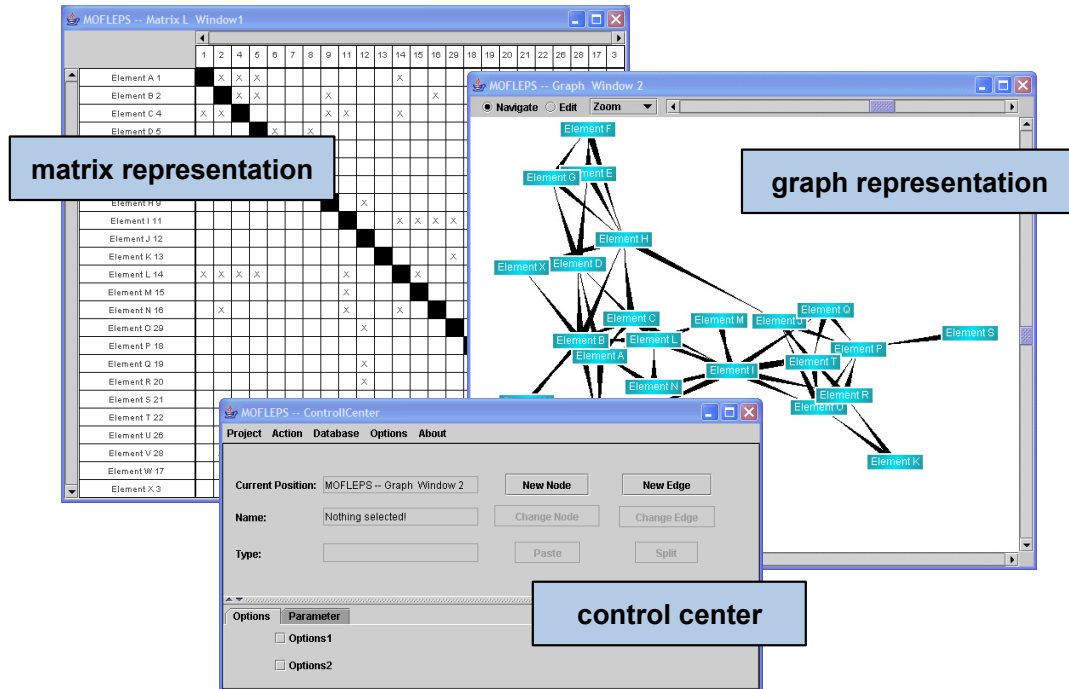 MOFLEPS -- Matrix L Window1
1 2 4 5 6 7 8 9 11 12 13 14 15 16 29 18 19 20 21 22 26 28 17 3
Element A 1 X X X X
Element B 2 X X X X
Element C 4 X X X X X
Element D 5 X X
matrix representation
Element H 9 X
Element I 11 X X X X
Element J 12
Element K 13 X
Element L 14 X X X X X X
Element M 15 X
Element N 16 X X X
Element O 29 X
Element P 18
Element Q 19 X
Element R 20 X
Element S 21
Element T 22
Element U 26
Element V 28
Element W 17
Element X 3
MOFLEPS -- Graph Window 2
Navigate Edit Zoom
graph representation
Element F
Element G
Element E
Element H
Element X
Element D
Element C
Element M
Element Q
Element S
Element B
Element L
Element P
Element A
Element T
Element I
Element N
Element R
Element K
MOFLEPS -- ControllCenter
Project Action Database Options About
Current Position: MOFLEPS -- Graph Window 2 New Node New Edge
Name: Nothing selected! Change Node Change Edge
Type: Paste Split
control center
Options Parameter
Options1
Options2